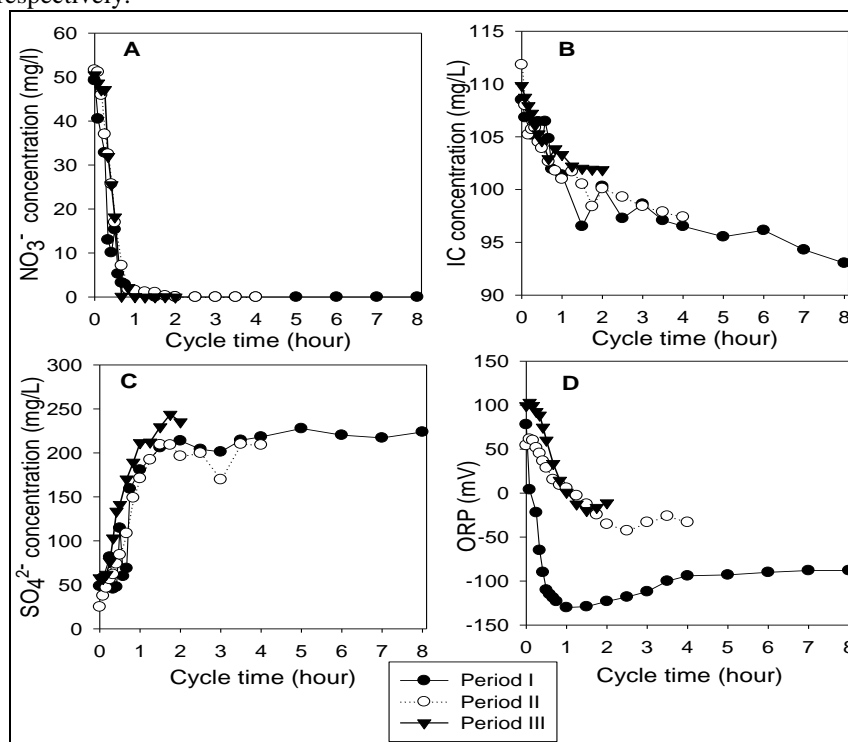 respectively.
A
NO3- concentration (mg/l)
60
50
40
30
20
10
0
0 1 2 3 4 5 6 7 8
Cycle time (hour)
B
IC concentration (mg/L)
115
110
105
100
95
90
0 1 2 3 4 5 6 7 8
Cycle time (hour)
C
SO4 2- concentration (mg/L)
300
250
200
150
100
50
0
0 1 2 3 4 5 6 7 8
Cycle time (hour)
D
ORP (mV)
150
100
50
0
-50
-100
-150
0 1 2 3 4 5 6 7 8
Cycle time (hour)
Period I
Period II
Period III